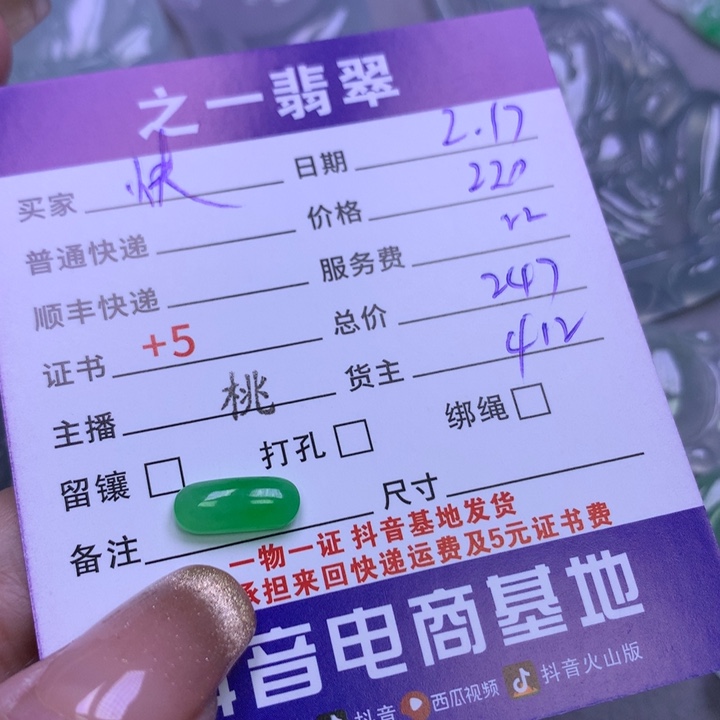 之一翡翠
买家 快 日期 2.17
普通快递 价格 220
顺丰快递 服务费 22
证书 +5 总价 247
主播 桃 货主 412
留镶 打孔 绑绳
备注 尺寸
一物一证 抖音基地发货
承担来回快递运费及5元证书费
抖音电商基地
抖音 西瓜视频 抖音火山版